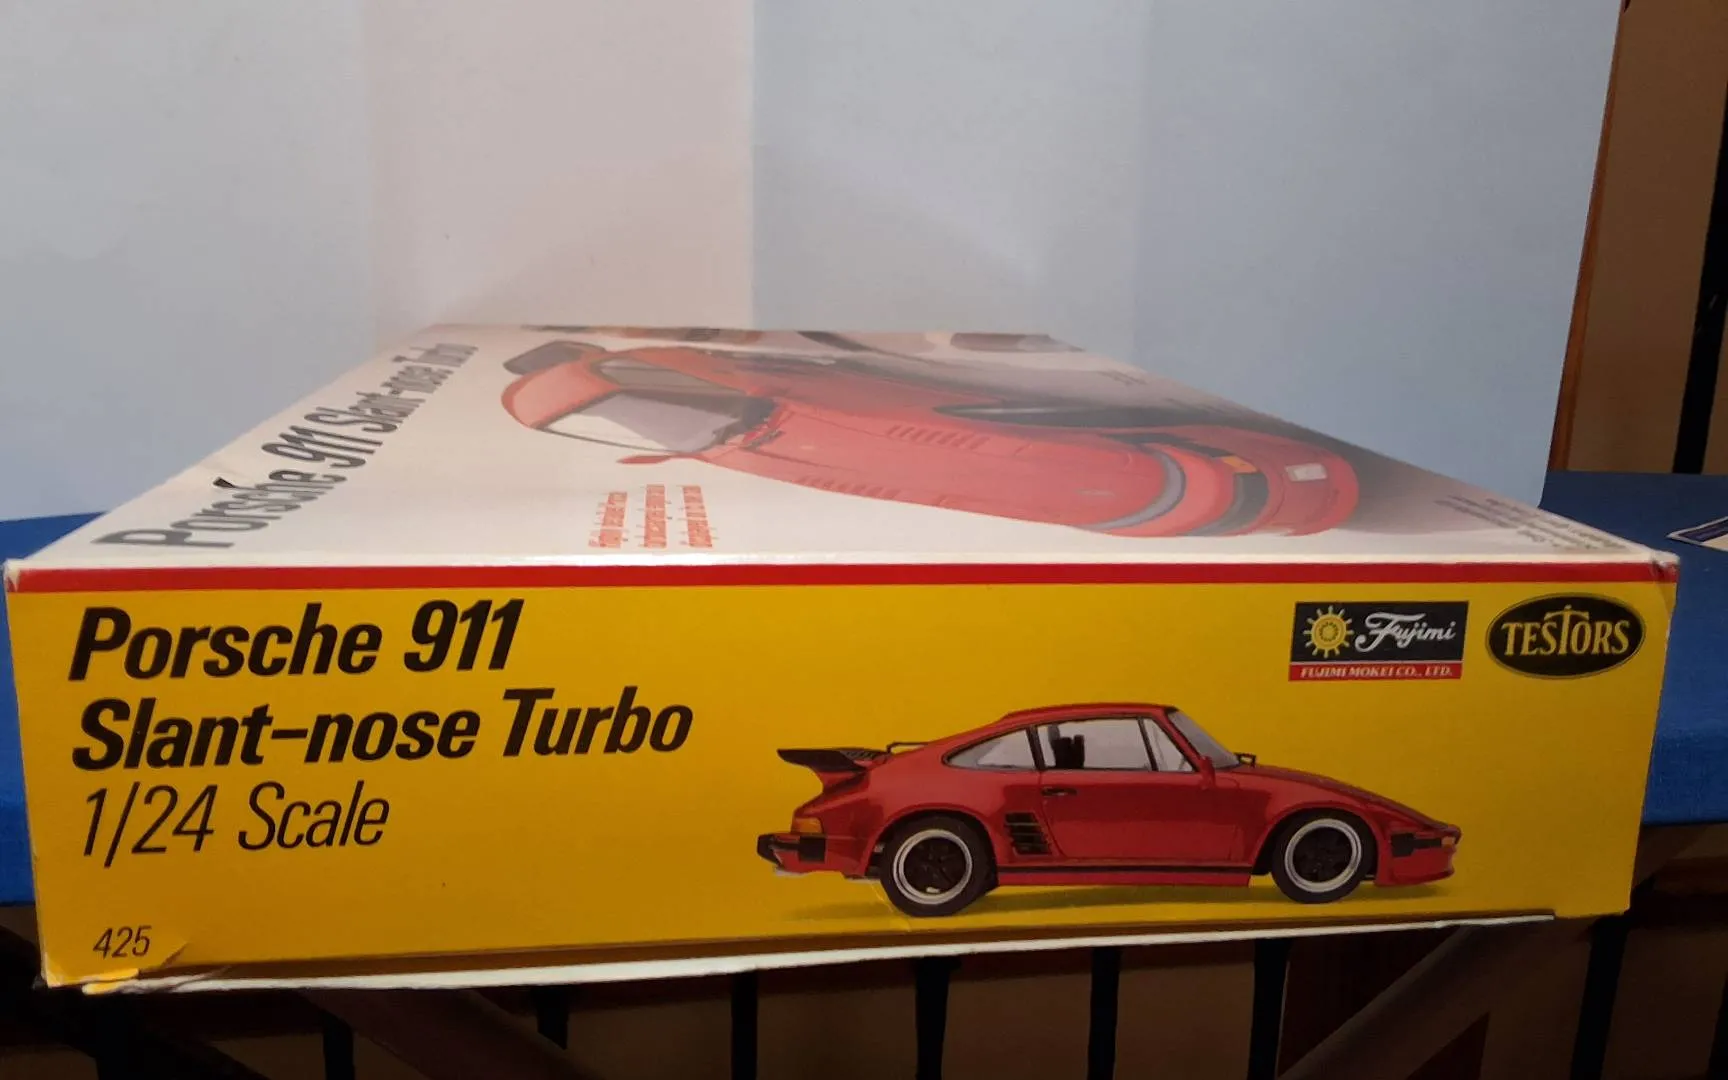 Porsche 911 Slant-nose Turbo
Porsche 911
Slant-nose Turbo
1/24 Scale
425
Fujimi
FUJIMI MOKEI CO., LTD.
TESTORS